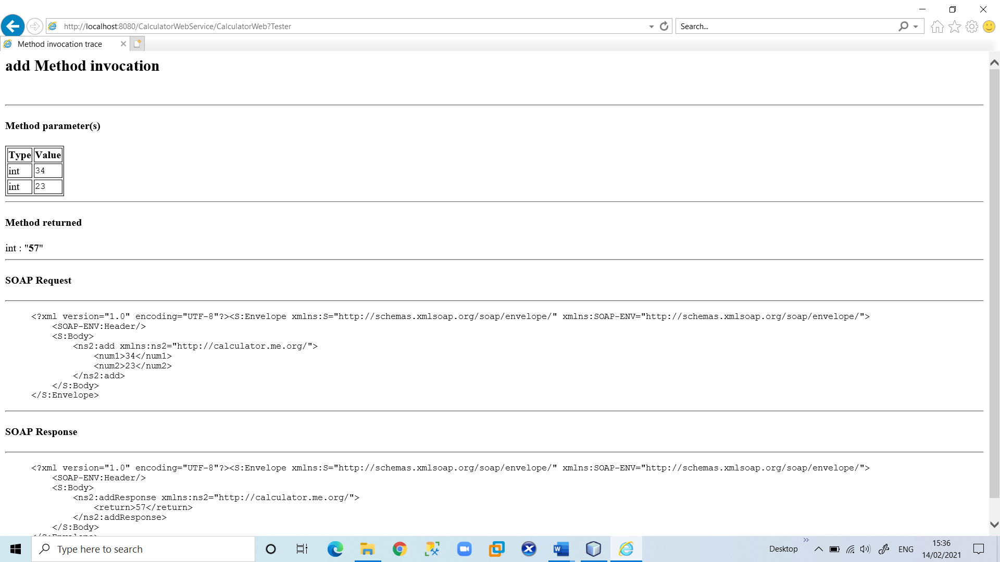 http://localhost:8080/CalculatorWebService/CalculatorWeb?Tester
Search...
Method invocation trace
add Method invocation
Method parameter(s)
Type Value
int 34
int 23
Method returned
int : "57"
SOAP Request
<?xml version="1.0" encoding="UTF-8"?><S:Envelope xmlns:S="http://schemas.xmlsoap.org/soap/envelope/" xmlns:SOAP-ENV="http://schemas.xmlsoap.org/soap/envelope/">
<SOAP-ENV:Header/>
<S:Body>
<ns2:add xmlns:ns2="http://calculator.me.org/">
<num1>34</num1>
<num2>23</num2>
</ns2:add>
</S:Body>
</S:Envelope>
SOAP Response
<?xml version="1.0" encoding="UTF-8"?><S:Envelope xmlns:S="http://schemas.xmlsoap.org/soap/envelope/" xmlns:SOAP-ENV="http://schemas.xmlsoap.org/soap/envelope/">
<SOAP-ENV:Header/>
<S:Body>
<ns2:addResponse xmlns:ns2="http://calculator.me.org/">
<return>57</return>
</ns2:addResponse>
</S:Body>
Type here to search
Desktop
ENG
15:36
14/02/2021